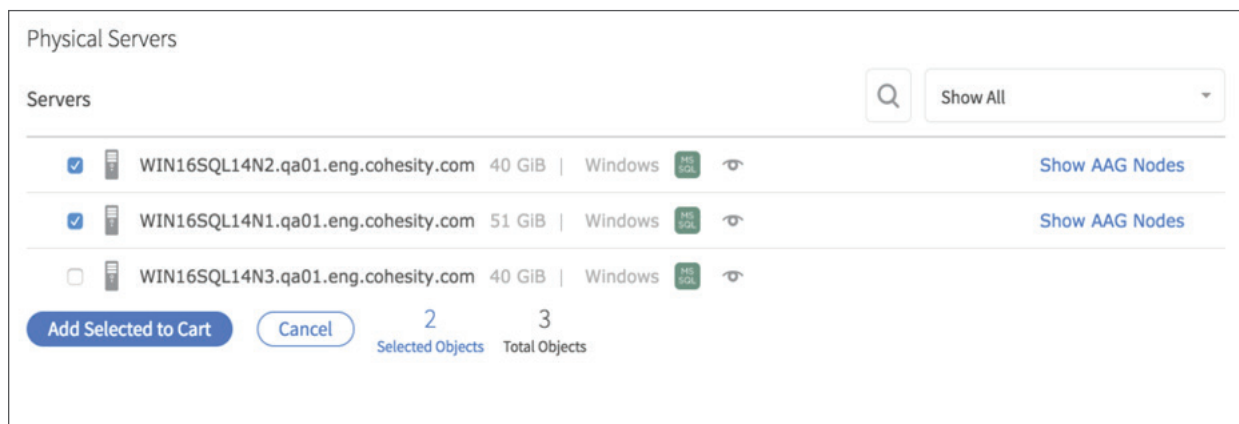 Physical Servers
Servers
Show All
WIN16SQL14N2.qa01.eng.cohesity.com 40 GiB | Windows MS SQL Show AAG Nodes
WIN16SQL14N1.qa01.eng.cohesity.com 51 GiB | Windows MS SQL Show AAG Nodes
WIN16SQL14N3.qa01.eng.cohesity.com 40 GiB | Windows MS SQL
Add Selected to Cart Cancel 2 3
Selected Objects Total Objects